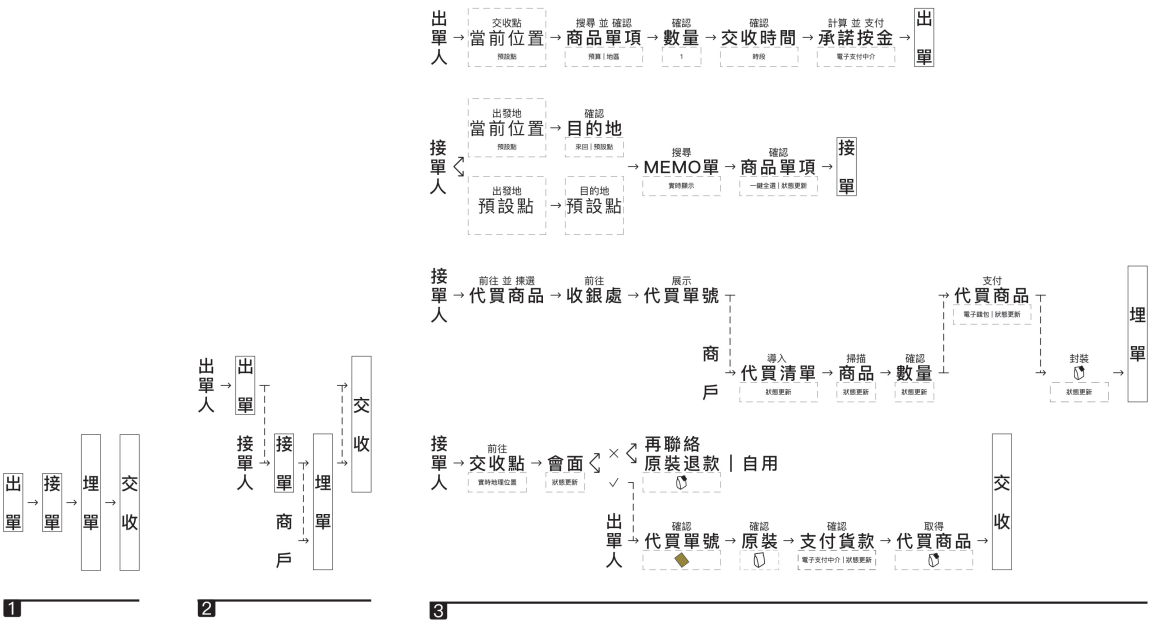 出單
→
接單
→
埋單
→
交收
1
出單人
→
出單
接單人
→
接單
商戶
→
埋單
→
交收
2
出單人
→
交收點
當前位置
預設點
→
搜尋 並 確認
商品單項
預算 | 地區
→
確認
數量
1
→
確認
交收時間
時段
→
計算 並 支付
承諾按金
電子支付中介
→
出單
接單人
出發地
當前位置
預設點
→
確認
目的地
來回 | 預設點
出發地
預設點
→
目的地
預設點
→
搜尋
MEMO單
實時顯示
→
確認
商品單項
一鍵全選 | 狀態更新
→
接單
接單人
→
前往 並 揀選
代買商品
→
前往
收銀處
→
展示
代買單號
商戶
→
導入
代買清單
狀態更新
→
掃描
商品
狀態更新
→
確認
數量
狀態更新
→
支付
代買商品
電子錢包 | 狀態更新
→
封裝
狀態更新
→
埋單
接單人
→
前往
交收點
實時地理位置
→
會面
狀態更新
×
再聯絡
原裝退款 | 自用
✓
出單人
→
確認
代買單號
→
確認
原裝
→
確認
支付貨款
電子支付中介 | 狀態更新
→
取得
代買商品
→
交收
3